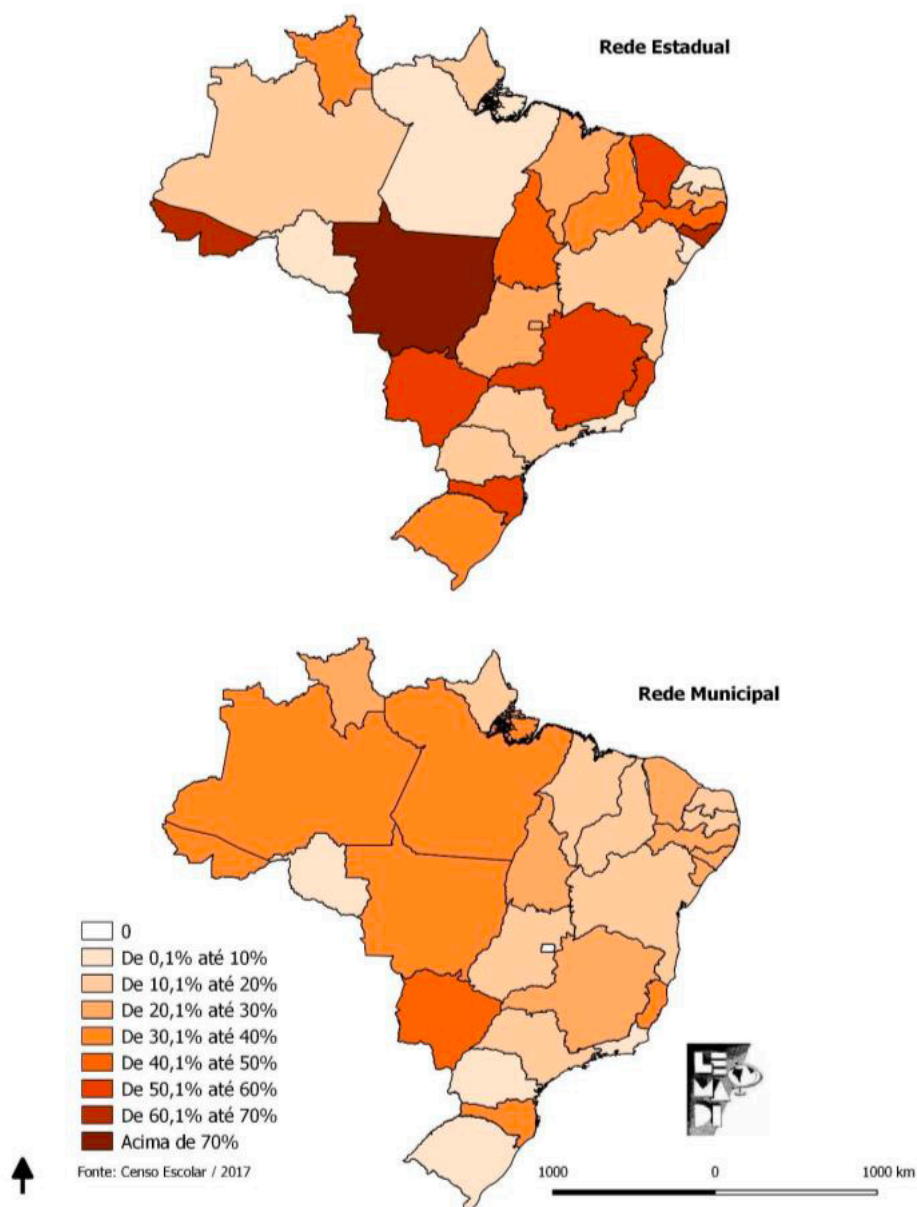 Rede Estadual
Rede Municipal
0
De 0,1% até 10%
De 10,1% até 20%
De 20,1% até 30%
De 30,1% até 40%
De 40,1% até 50%
De 50,1% até 60%
De 60,1% até 70%
Acima de 70%
Fonte: Censo Escolar / 2017
1000 0 1000 km